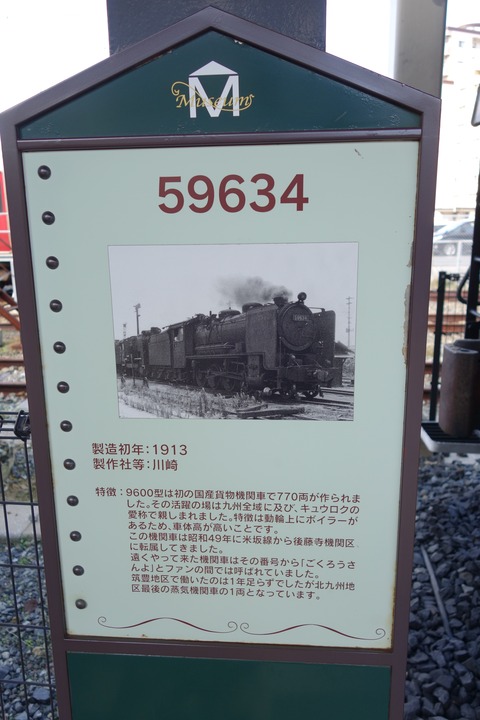 M
Museum
59634
製造初年:1913
製作社等:川崎
特徴:9600型は初の国産貨物機関車で770両が作られま
した。その活躍の場は九州全域に及び、キュウロクの
愛称で親しまれました。特徴は動輪上にボイラーが
あるため、車体高が高いことです。
この機関車は昭和49年に米坂線から後藤寺機関区
に転属してきました。
遠くやって来た機関車はその番号から「ごくろうさ
んよ」とファンの間では呼ばれていました。
筑豊地区で働いたのは1年足らずでしたが北九州地
区最後の蒸気機関車の1両となっています。